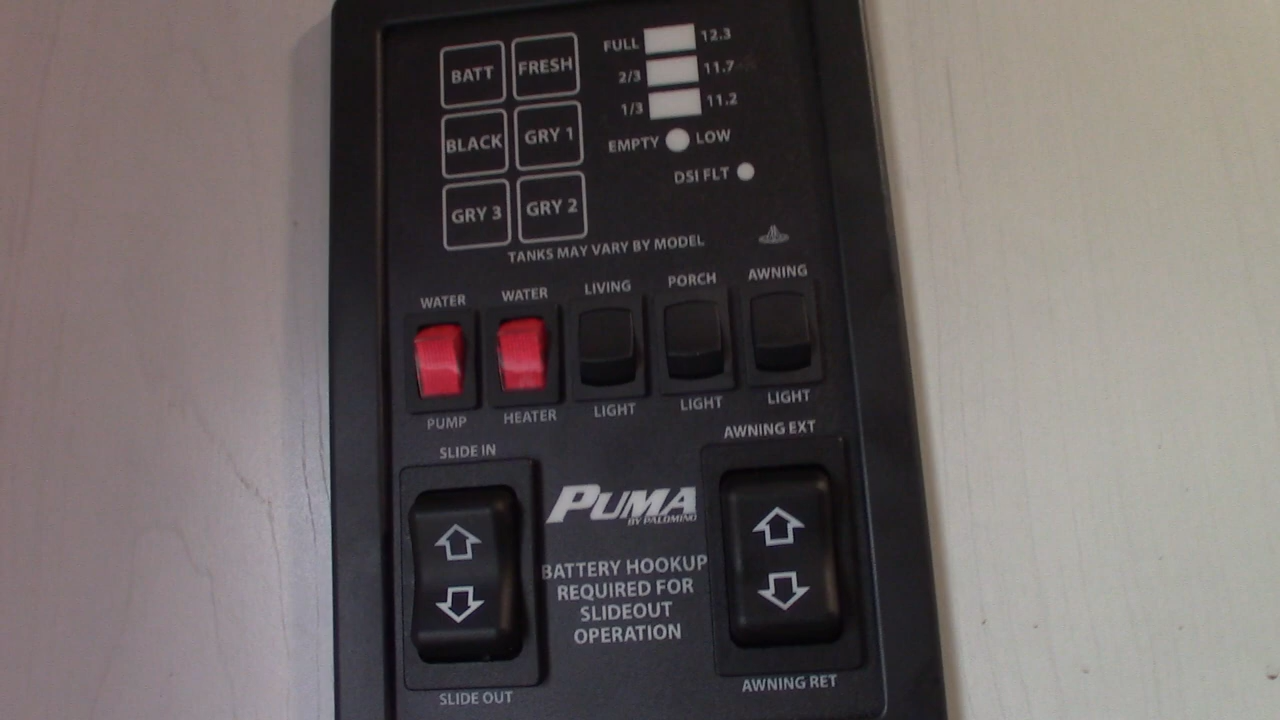 BATT FRESH FULL 12.3
2/3 11.7
BLACK GRY 1 1/3 11.2
EMPTY LOW
DSI FLT
GRY 3 GRY 2
TANKS MAY VARY BY MODEL
WATER WATER LIVING PORCH AWNING
PUMP HEATER LIGHT LIGHT LIGHT
SLIDE IN AWNING EXT
PUMA
BY PALOMINO
BATTERY HOOKUP
REQUIRED FOR
SLIDEOUT
OPERATION
SLIDE OUT AWNING RET